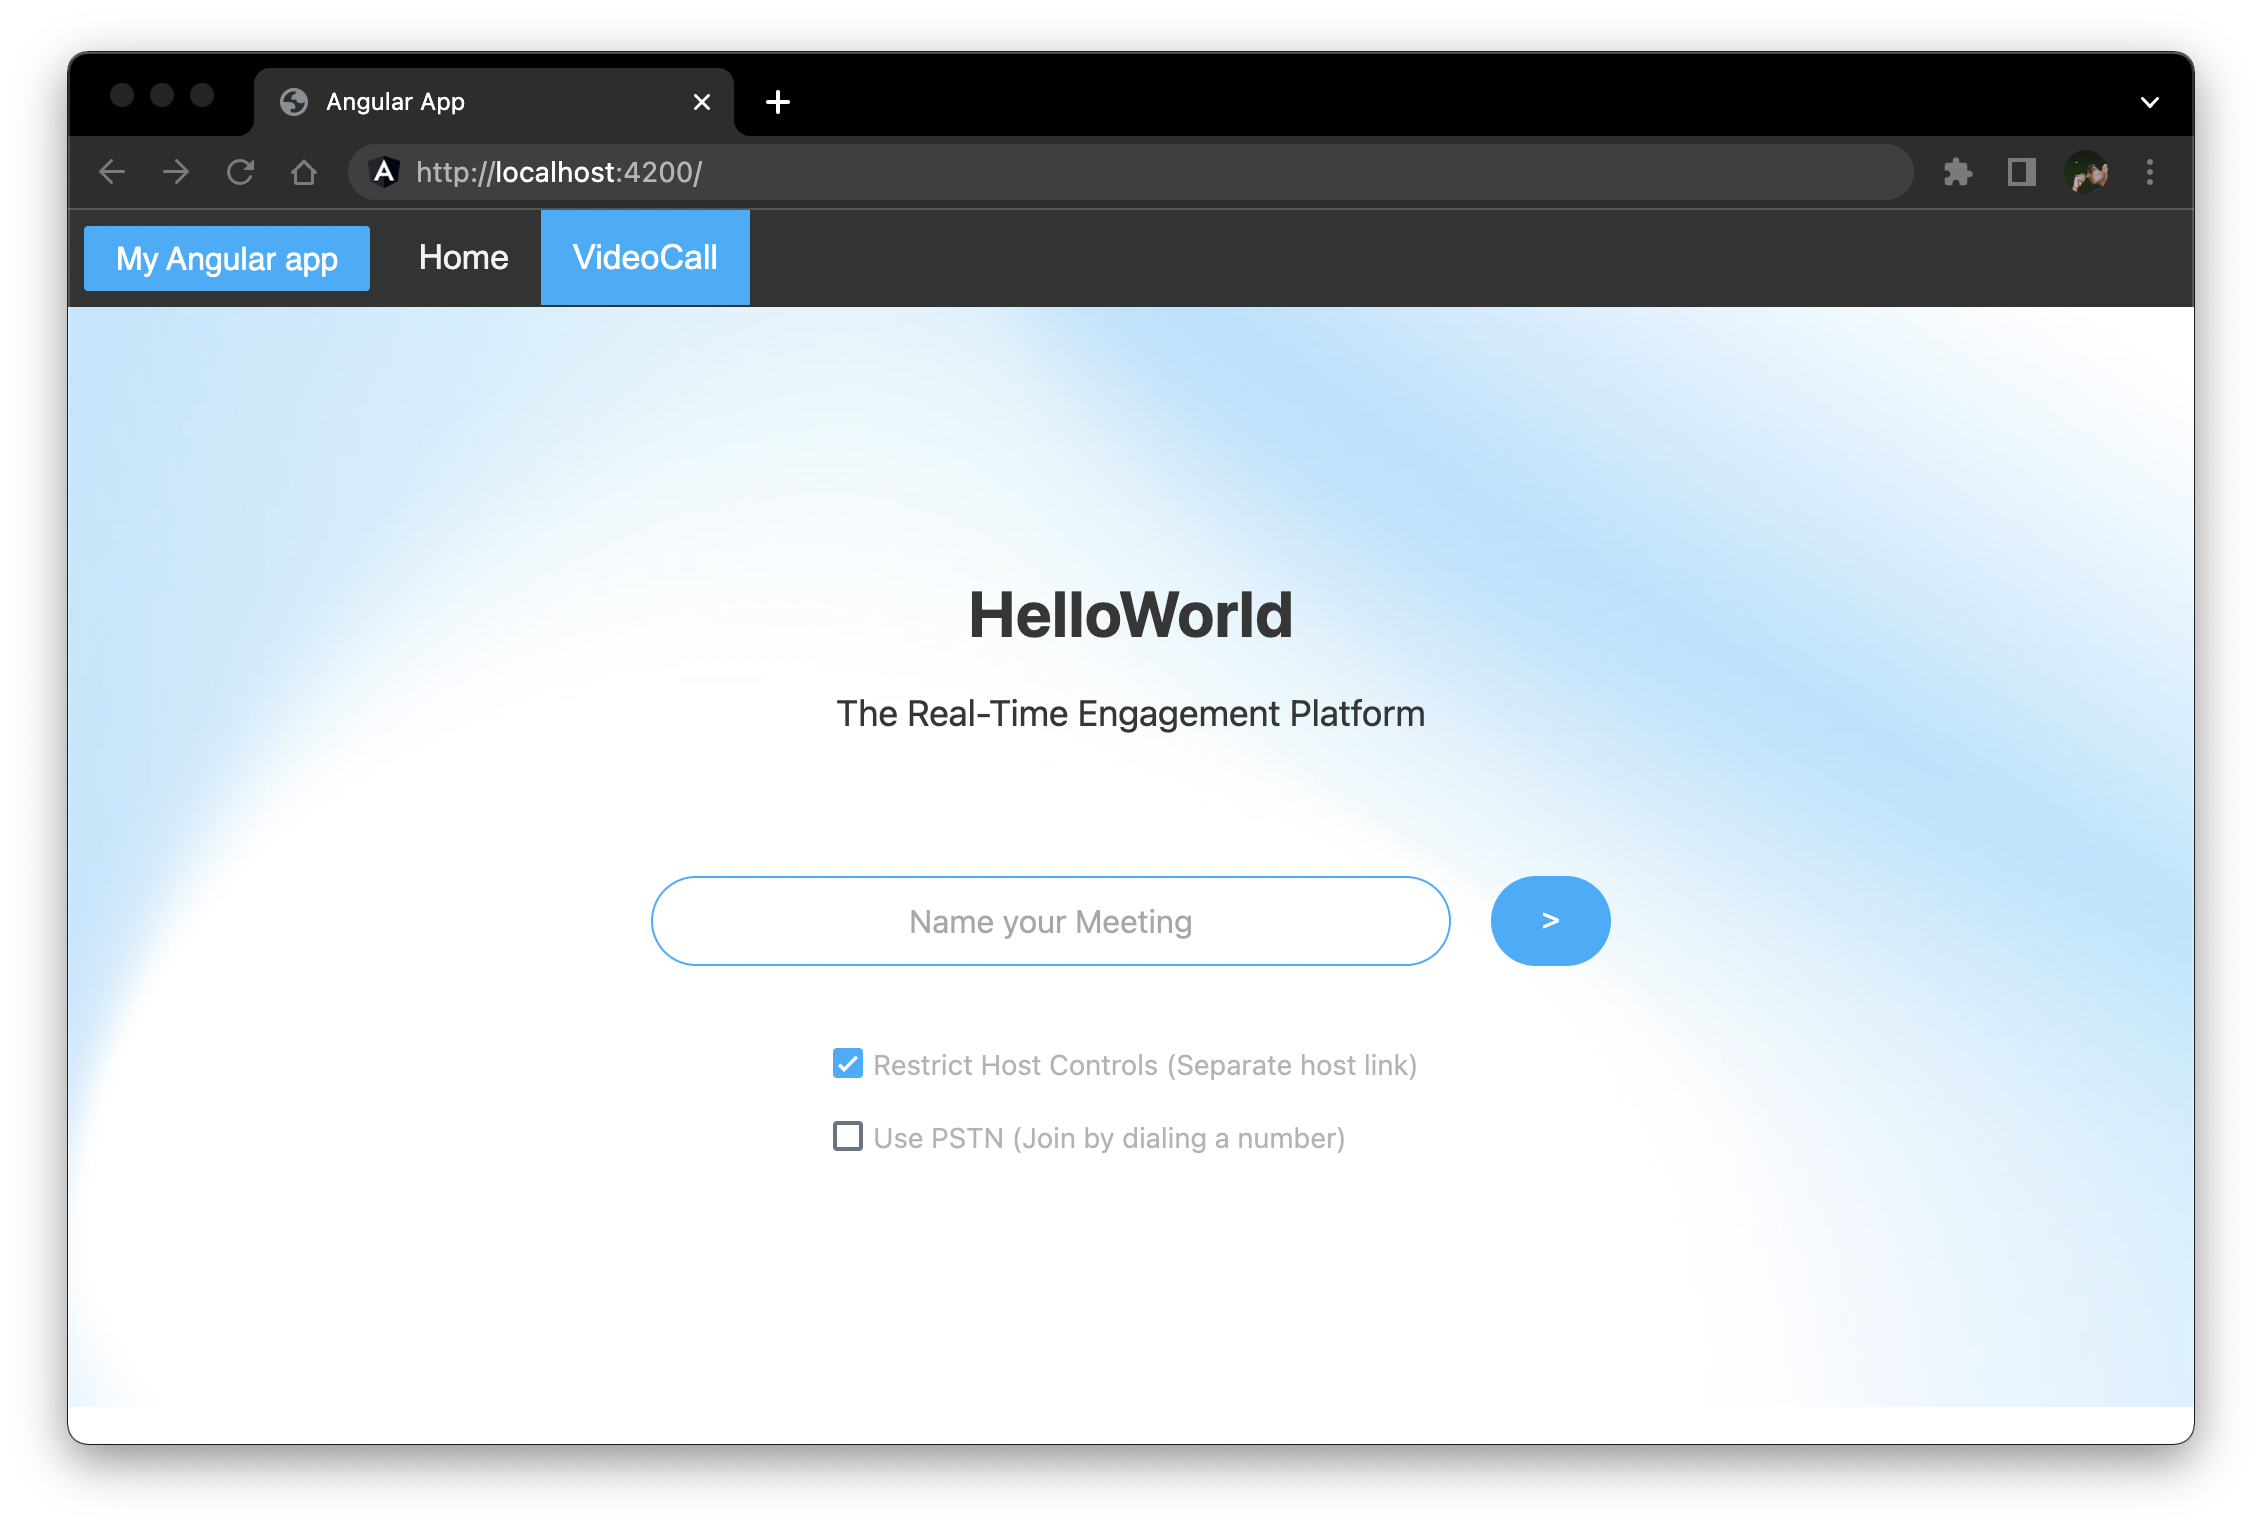 Angular App
http://localhost:4200/
My Angular app Home VideoCall
HelloWorld
The Real-Time Engagement Platform
Name your Meeting >
Restrict Host Controls (Separate host link)
Use PSTN (Join by dialing a number)